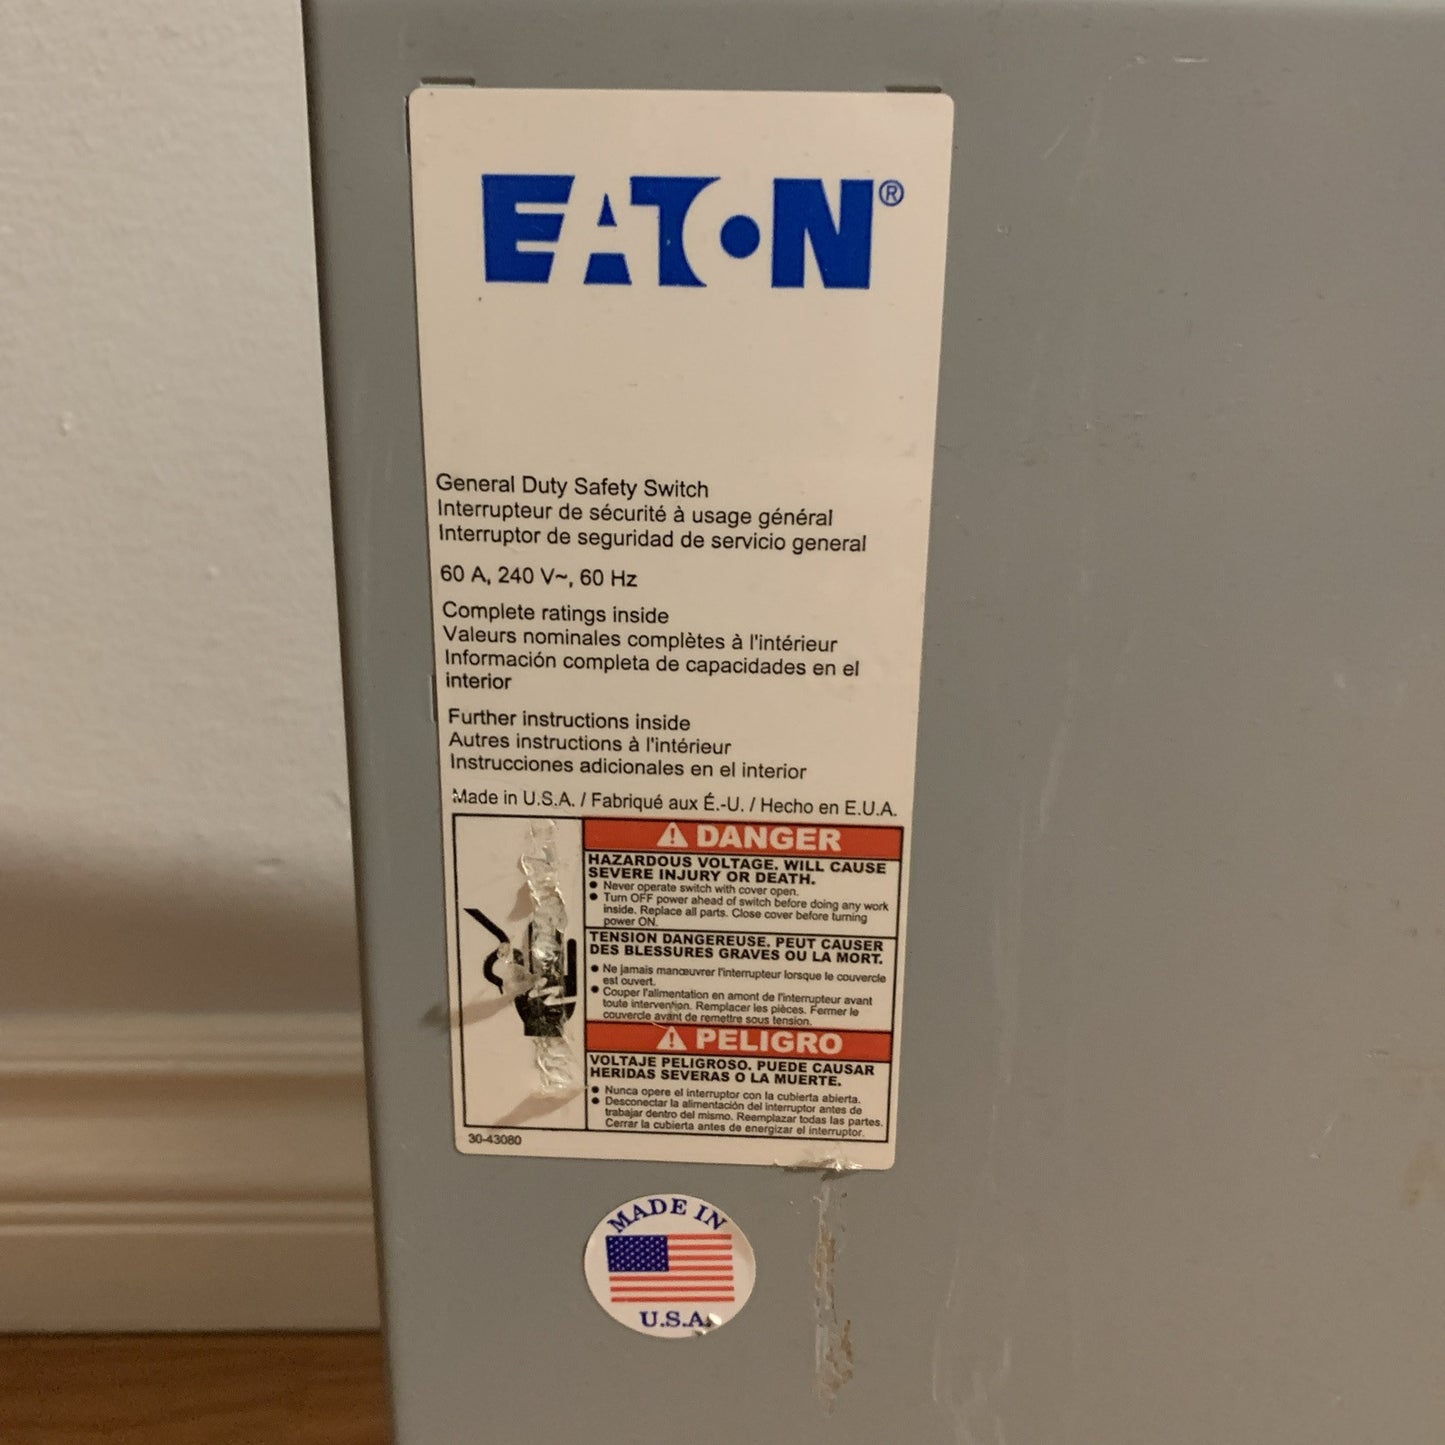 EATON®
General Duty Safety Switch
Interrupteur de sécurité à usage général
Interruptor de seguridad de servicio general
60 A, 240 V~, 60 Hz
Complete ratings inside
Valeurs nominales complètes à l'intérieur
Información completa de capacidades en el
interior
Further instructions inside
Autres instructions à l'intérieur
Instrucciones adicionales en el interior
Made in U.S.A. / Fabriqué aux É.-U. / Hecho en E.U.A.
⚠ DANGER
HAZARDOUS VOLTAGE. WILL CAUSE
SEVERE INJURY OR DEATH.
● Never operate switch with cover open.
● Turn OFF power ahead of switch before doing any work
inside. Replace all parts. Close cover before turning
power ON.
TENSION DANGEREUSE. PEUT CAUSER
DES BLESSURES GRAVES OU LA MORT.
● Ne jamais manœuvrer l'interrupteur lorsque le couvercle
est ouvert.
● Couper l'alimentation en amont de l'interrupteur avant
toute intervention. Remplacer les pièces. Fermer le
couvercle avant de remettre sous tension.
⚠ PELIGRO
VOLTAJE PELIGROSO. PUEDE CAUSAR
HERIDAS SEVERAS O LA MUERTE.
● Nunca opere el interruptor con la cubierta abierta.
● Desconectar la alimentación del interruptor antes de
trabajar dentro del mismo. Reemplazar todas las partes.
Cerrar la cubierta antes de energizar el interruptor.
30-43080
MADE IN
U.S.A.